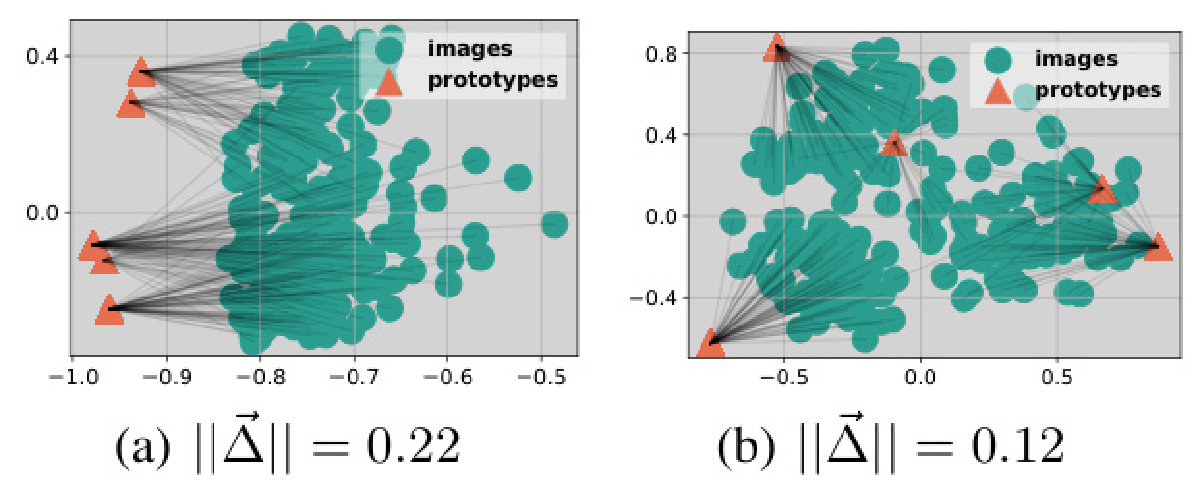 images
prototypes
0.4
0.0
−1.0 −0.9 −0.8 −0.7 −0.6 −0.5
(a) ||Δ⃗|| = 0.22
images
prototypes
0.8
0.4
0.0
−0.4
−0.5 0.0 0.5
(b) ||Δ⃗|| = 0.12